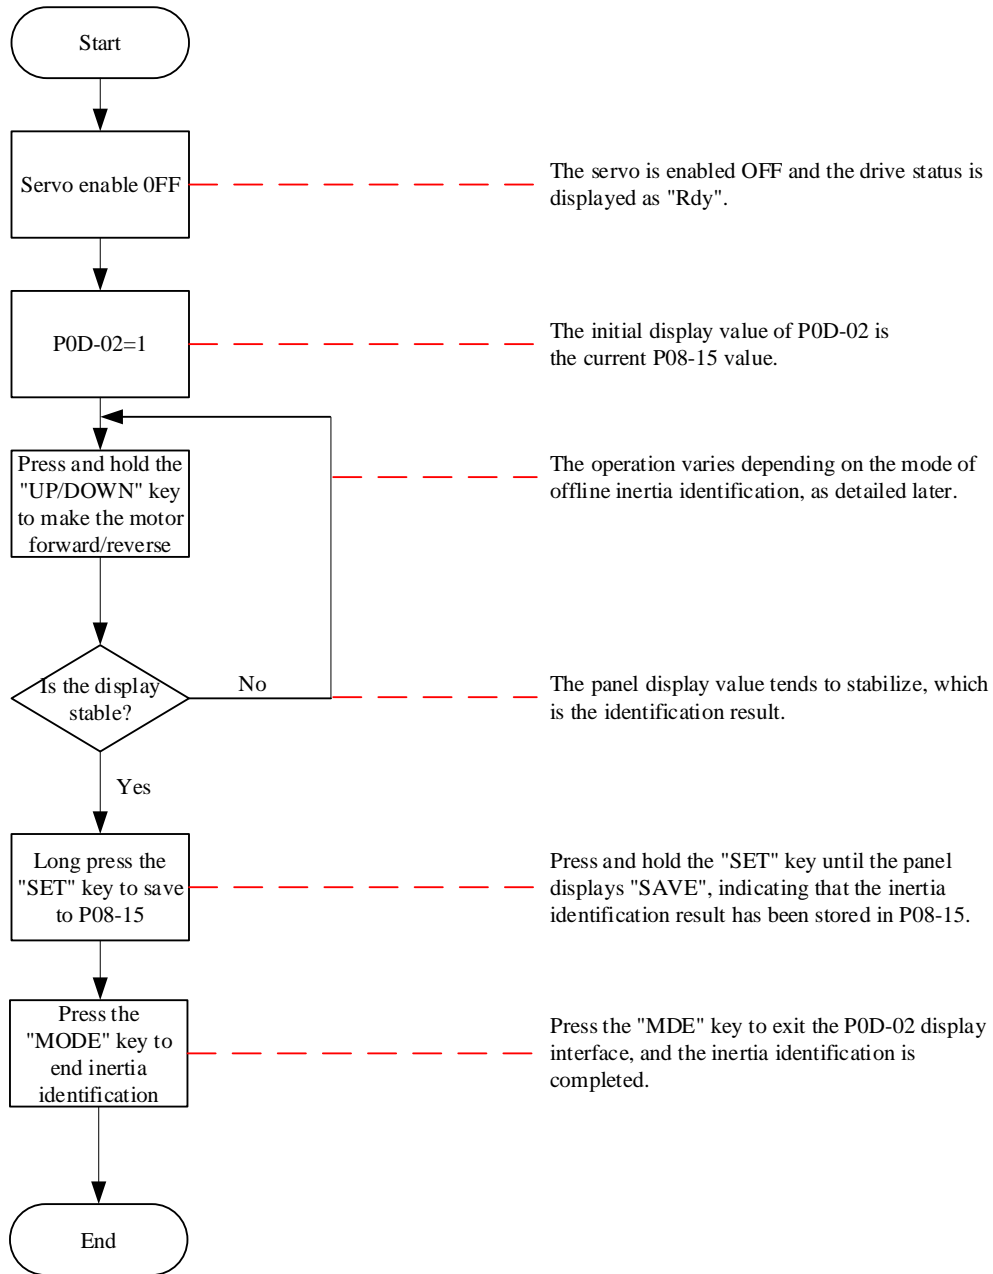 Start
Servo enable 0FF
The servo is enabled OFF and the drive status is
displayed as "Rdy".
P0D-02=1
The initial display value of P0D-02 is
the current P08-15 value.
Press and hold the
"UP/DOWN" key
to make the motor
forward/reverse
The operation varies depending on the mode of
offline inertia identification, as detailed later.
Is the display
stable?
No
The panel display value tends to stabilize, which
is the identification result.
Yes
Long press the
"SET" key to save
to P08-15
Press and hold the "SET" key until the panel
displays "SAVE", indicating that the inertia
identification result has been stored in P08-15.
Press the
"MODE" key to
end inertia
identification
Press the "MDE" key to exit the P0D-02 display
interface, and the inertia identification is
completed.
End